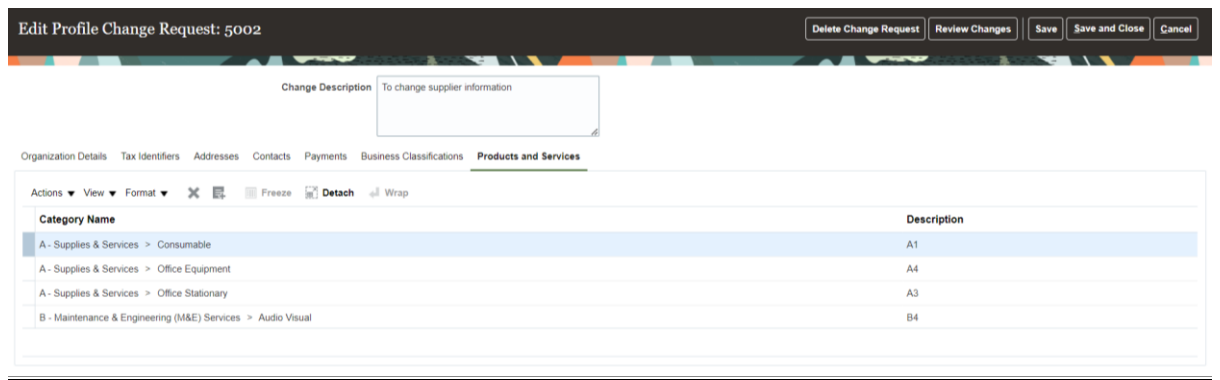 Edit Profile Change Request: 5002
Delete Change Request Review Changes Save Save and Close Cancel
Change Description To change supplier information
Organization Details Tax Identifiers Addresses Contacts Payments Business Classifications Products and Services
Actions View Format Freeze Detach Wrap
Category Name Description
A - Supplies & Services > Consumable A1
A - Supplies & Services > Office Equipment A4
A - Supplies & Services > Office Stationary A3
B - Maintenance & Engineering (M&E) Services > Audio Visual B4